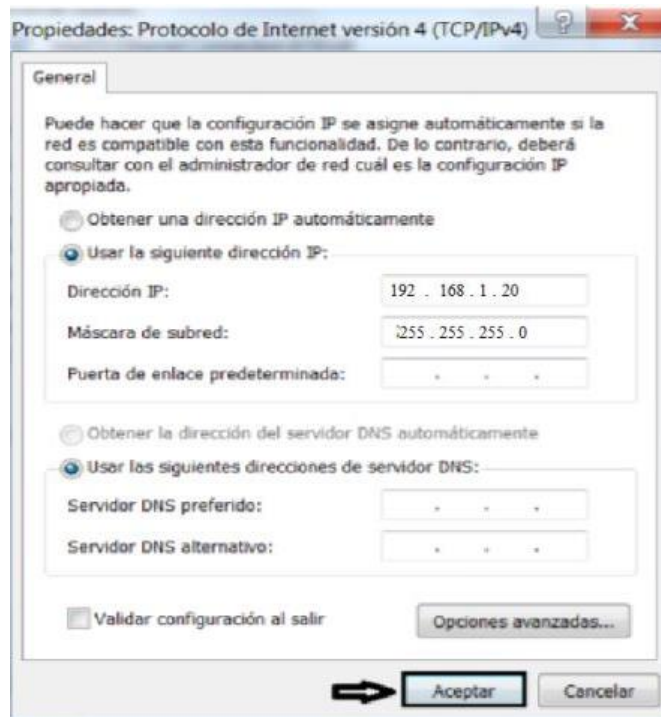 Propiedades: Protocolo de Internet versión 4 (TCP/IPv4)
General
Puede hacer que la configuración IP se asigne automáticamente si la
red es compatible con esta funcionalidad. De lo contrario, deberá
consultar con el administrador de red cuál es la configuración IP
apropiada.
Obtener una dirección IP automáticamente
Usar la siguiente dirección IP:
Dirección IP: 192 . 168 . 1 . 20
Máscara de subred: 255 . 255 . 255 . 0
Puerta de enlace predeterminada: . . .
Obtener la dirección del servidor DNS automáticamente
Usar las siguientes direcciones de servidor DNS:
Servidor DNS preferido: . . .
Servidor DNS alternativo: . . .
Validar configuración al salir Opciones avanzadas...
Aceptar Cancelar